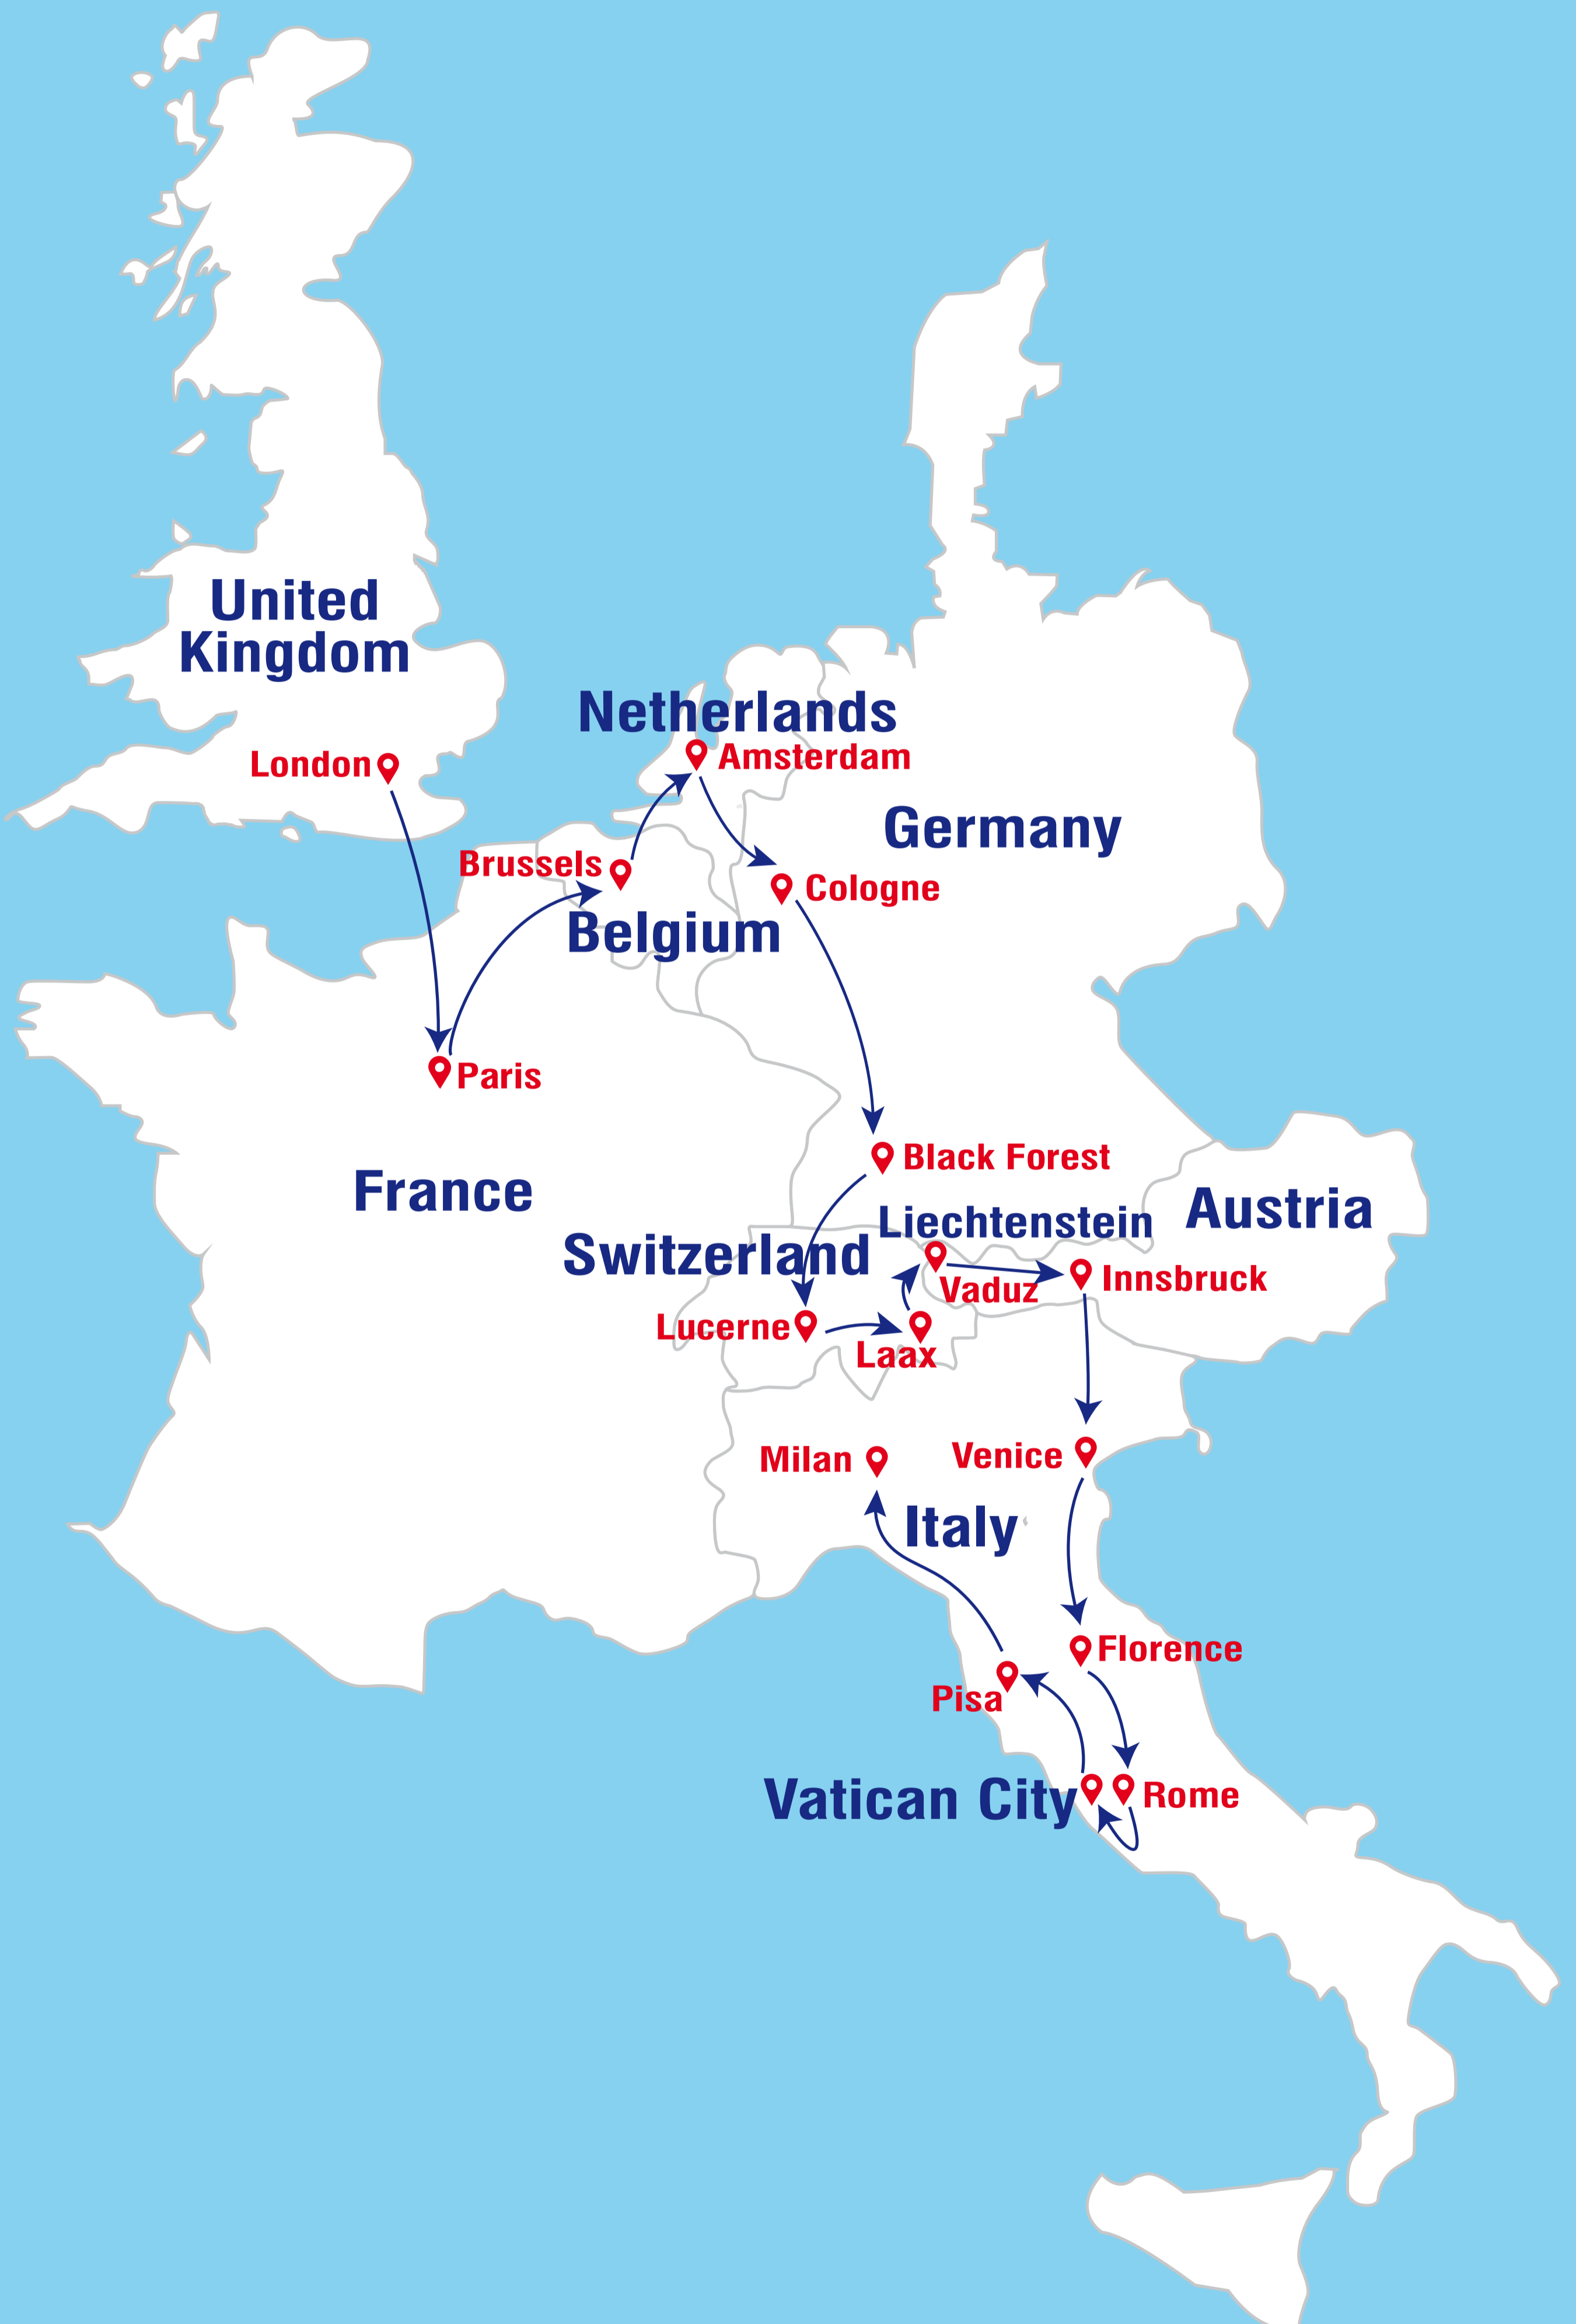 United
Kingdom
Netherlands
London
Amsterdam
Germany
Brussels
Cologne
Belgium
Paris
Black Forest
France
Liechtenstein
Austria
Switzerland
Vaduz
Innsbruck
Lucerne
Laax
Milan
Venice
Italy
Florence
Pisa
Vatican City
Rome